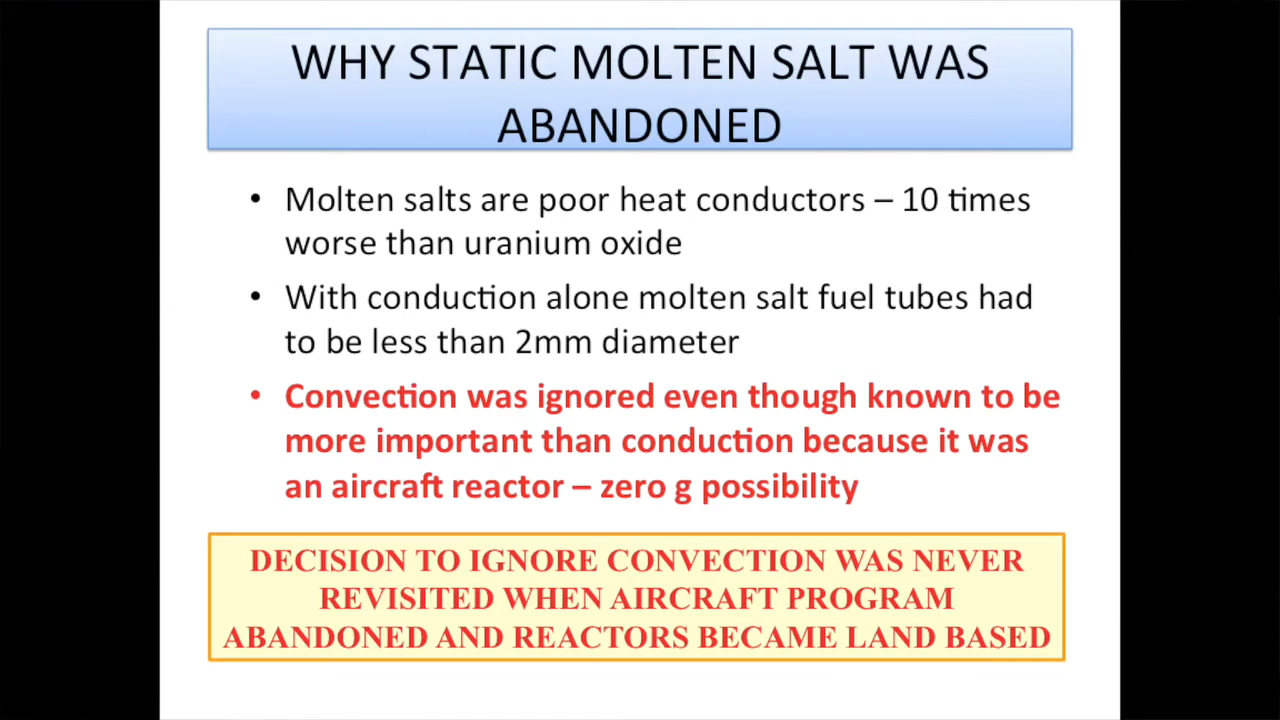 WHY STATIC MOLTEN SALT WAS
ABANDONED
• Molten salts are poor heat conductors – 10 times
worse than uranium oxide
• With conduction alone molten salt fuel tubes had
to be less than 2mm diameter
• Convection was ignored even though known to be
more important than conduction because it was
an aircraft reactor – zero g possibility
DECISION TO IGNORE CONVECTION WAS NEVER
REVISITED WHEN AIRCRAFT PROGRAM
ABANDONED AND REACTORS BECAME LAND BASED